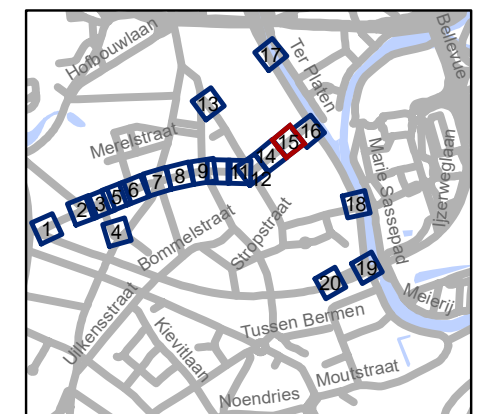 Hofbouwlaan
Ter Platen
Bellevue
17
13
Merelstraat
16
15
14
Marie Sassepad
Ijzerweglaan
12
11
9
8
7
6
5
3
2
1
4
18
Bommelstraat
Stropstraat
19
20
Meierij
Uilkensstraat
Kievitlaan
Tussen Bermen
Moutstraat
Noendries